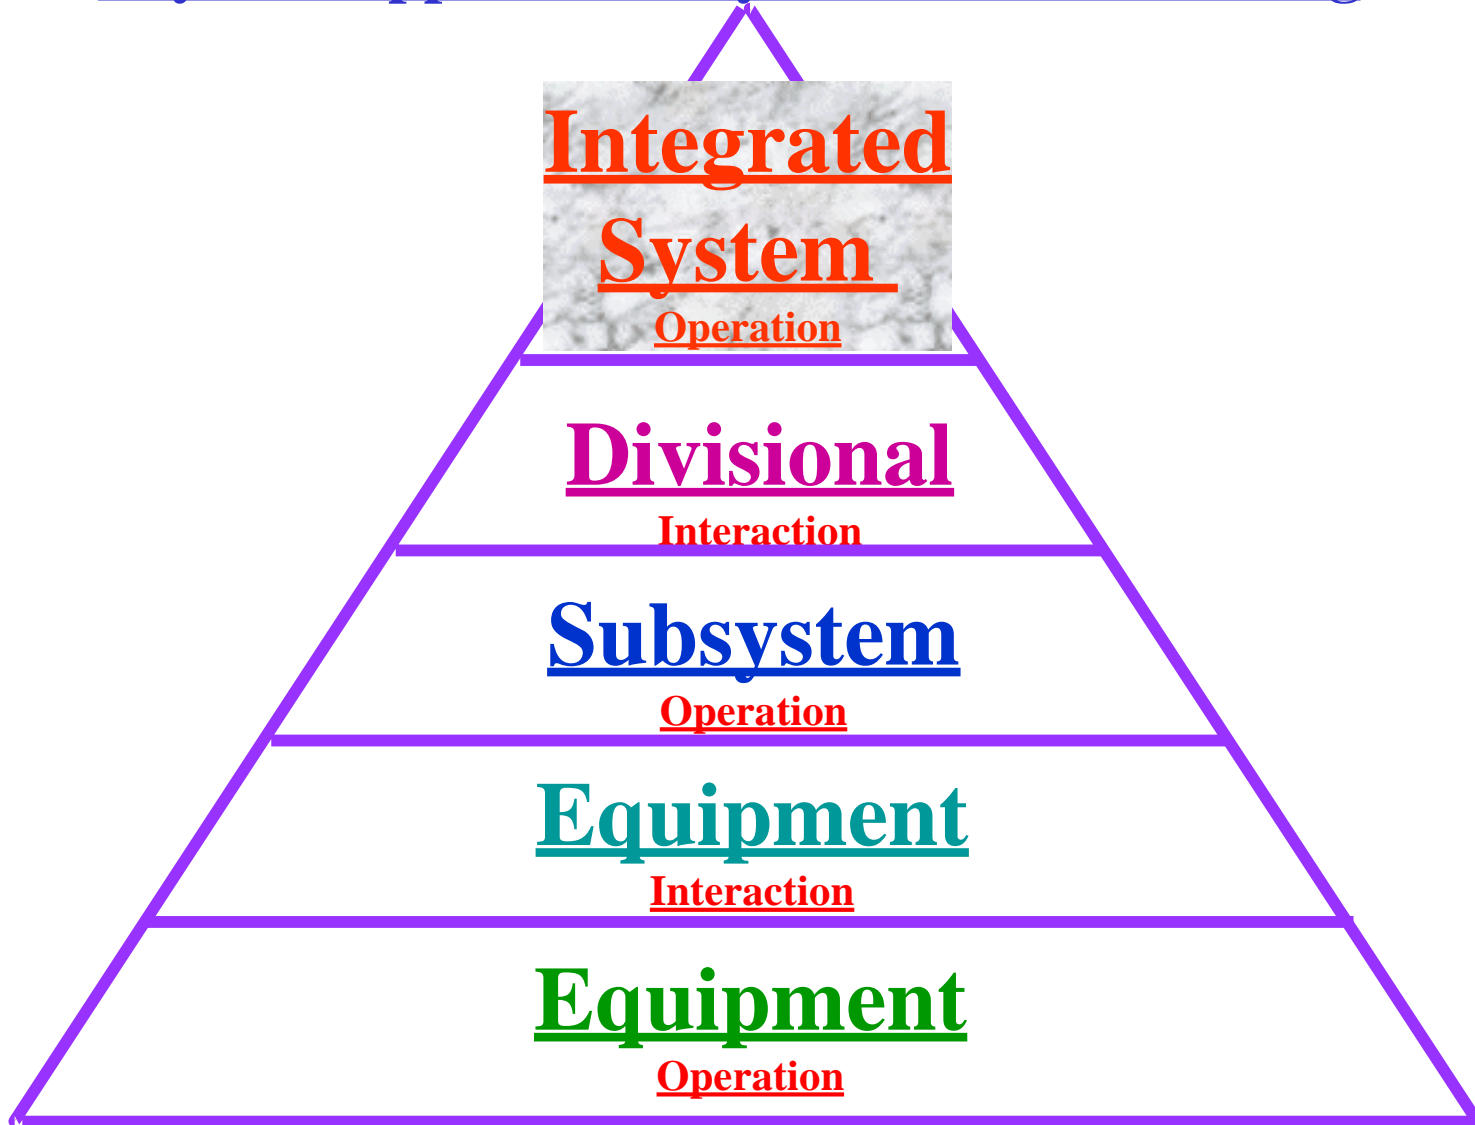 Integrated
System
Operation
Divisional
Interaction
Subsystem
Operation
Equipment
Interaction
Equipment
Operation